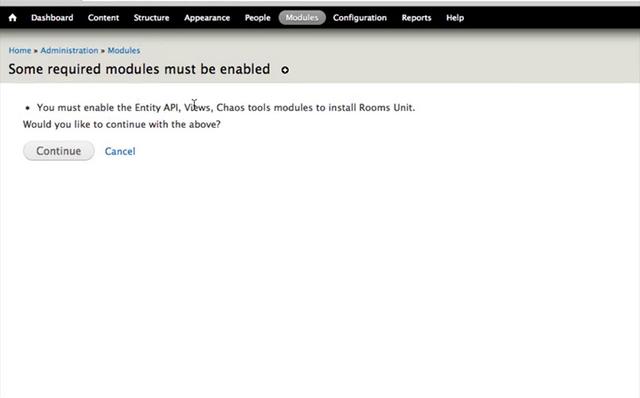 Dashboard Content Structure Appearance People Modules Configuration Reports Help
Home » Administration » Modules
Some required modules must be enabled
• You must enable the Entity API, Views, Chaos tools modules to install Rooms Unit.
Would you like to continue with the above?
Continue Cancel